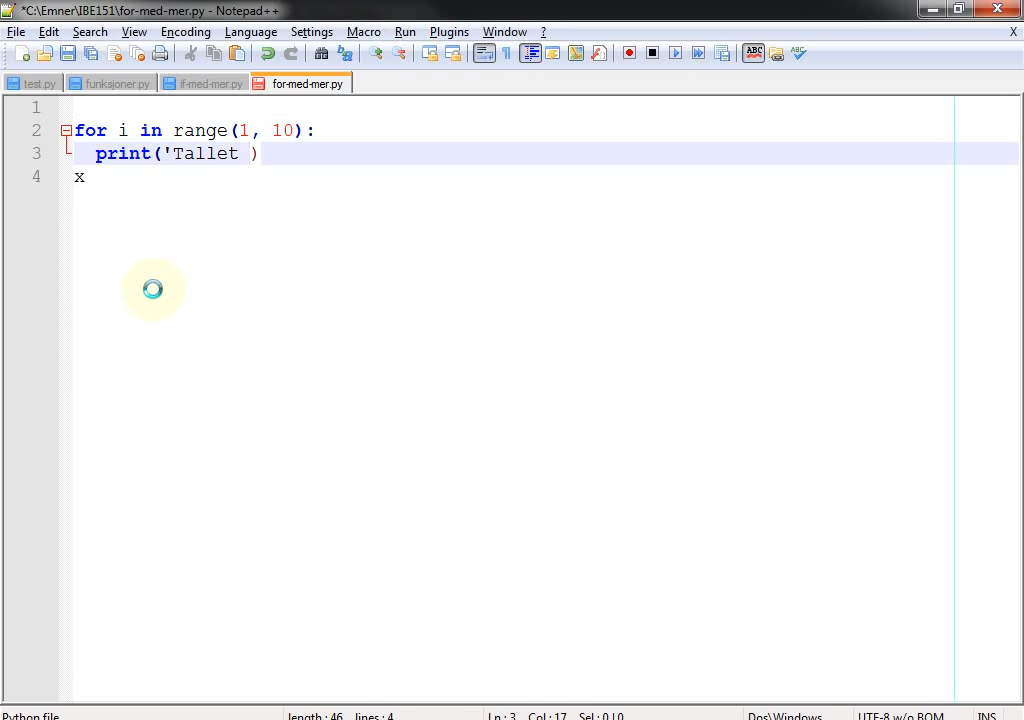 *C:\Emner\IBE151\for-med-mer.py - Notepad++
File Edit Search View Encoding Language Settings Macro Run Plugins Window ? X
ABC ABC
test.py funksjoner.py if-med-mer.py for-med-mer.py
1
2 for i in range(1, 10):
3 print('Tallet )
4 x
Python file length : 46 lines : 4 Ln : 3 Col : 17 Sel : 0 | 0 Dos\Windows UTF-8 w/o BOM INS